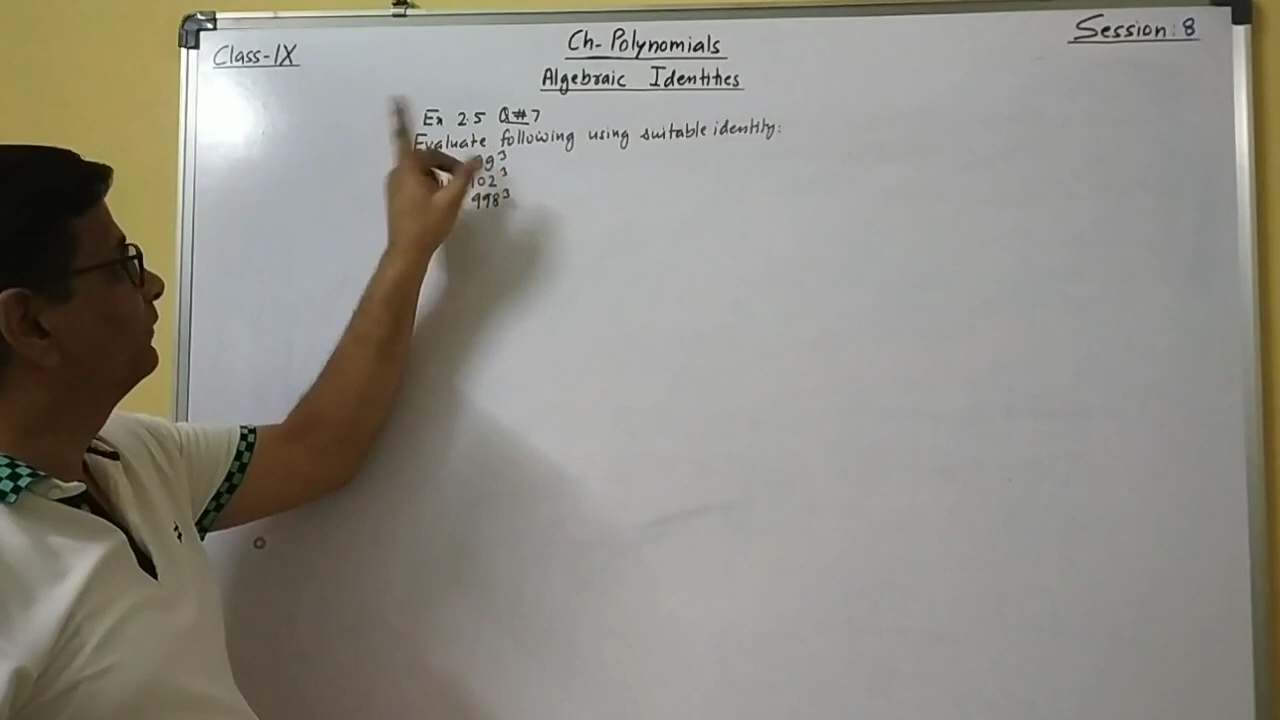 Class-IX
Ch- Polynomials
Session: 8
Algebraic Identities
Ex 2.5 Q#7
Evaluate following using suitable identity:
99³
102³
998³